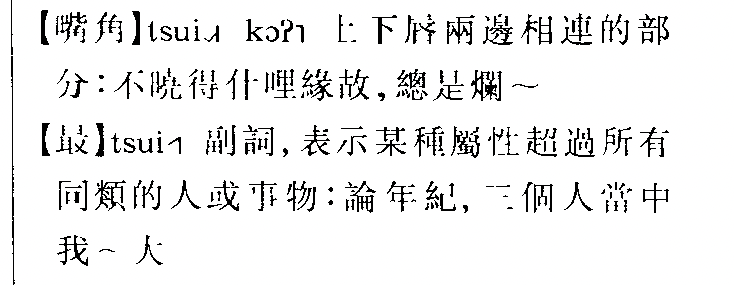 【嘴角】tsui˩ kɔʔ˥ 上下唇兩邊相連的部
分：不曉得什哩緣故，總是爛～
【最】tsui˧ 副詞，表示某種屬性超過所有
同類的人或事物：論年紀，三個人當中
我～大